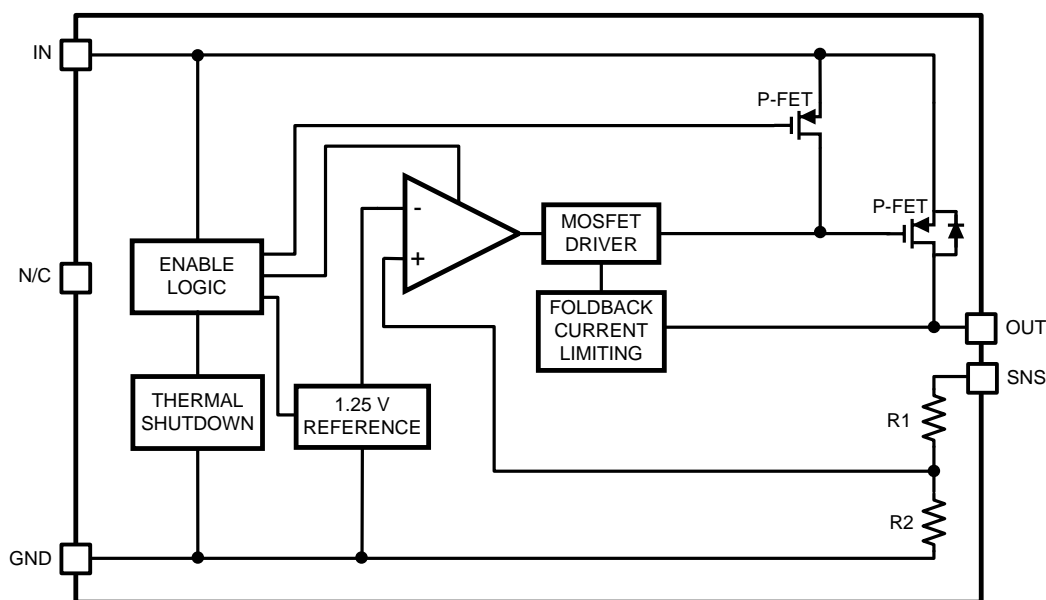 IN
P-FET
P-FET
MOSFET
DRIVER
-
+
N/C
ENABLE
LOGIC
FOLDBACK
CURRENT
LIMITING
OUT
SNS
THERMAL
SHUTDOWN
1.25 V
REFERENCE
R1
R2
GND